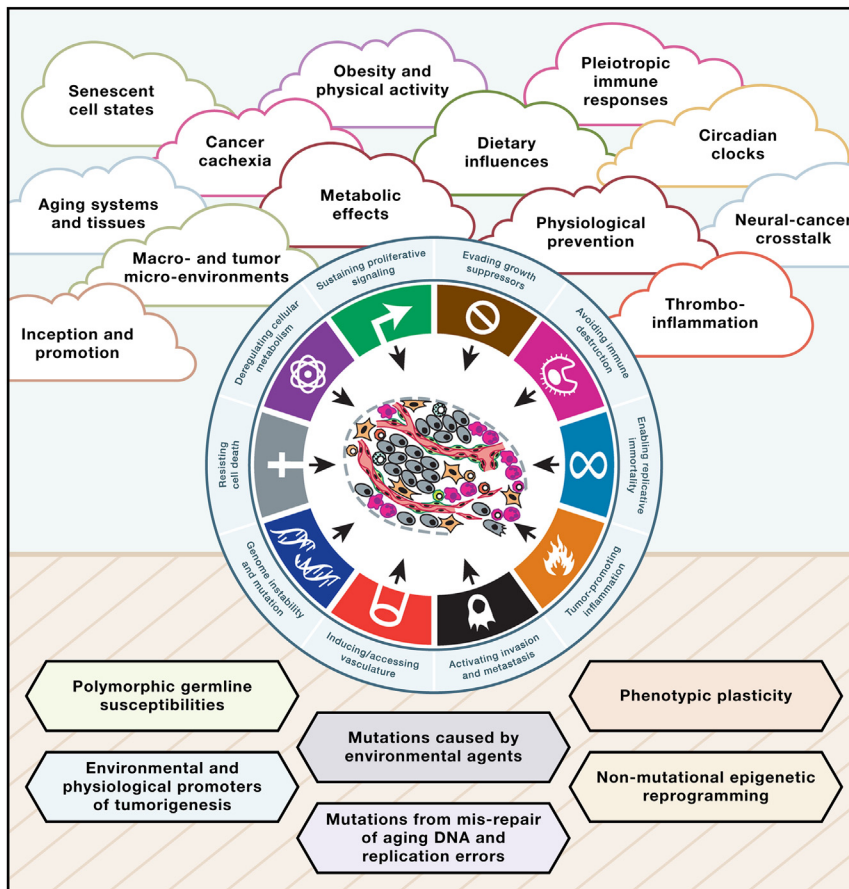 Senescent
cell states
Obesity and
physical activity
Pleiotropic
immune
responses
Cancer
cachexia
Dietary
influences
Circadian
clocks
Aging systems
and tissues
Metabolic
effects
Physiological
prevention
Neural-cancer
crosstalk
Macro- and tumor
micro-environments
Thrombo-
inflammation
Inception and
promotion
Sustaining proliferative
signaling
Evading growth
suppressors
Deregulating cellular
metabolism
Avoiding immune
destruction
Resisting
cell death
Enabling replicative
immortality
Genome instability
and mutation
Tumor-promoting
inflammation
Inducing/accessing
vasculature
Activating invasion
and metastasis
Polymorphic germline
susceptibilities
Phenotypic plasticity
Mutations caused by
environmental agents
Environmental and
physiological promoters
of tumorigenesis
Non-mutational epigenetic
reprogramming
Mutations from mis-repair
of aging DNA and
replication errors